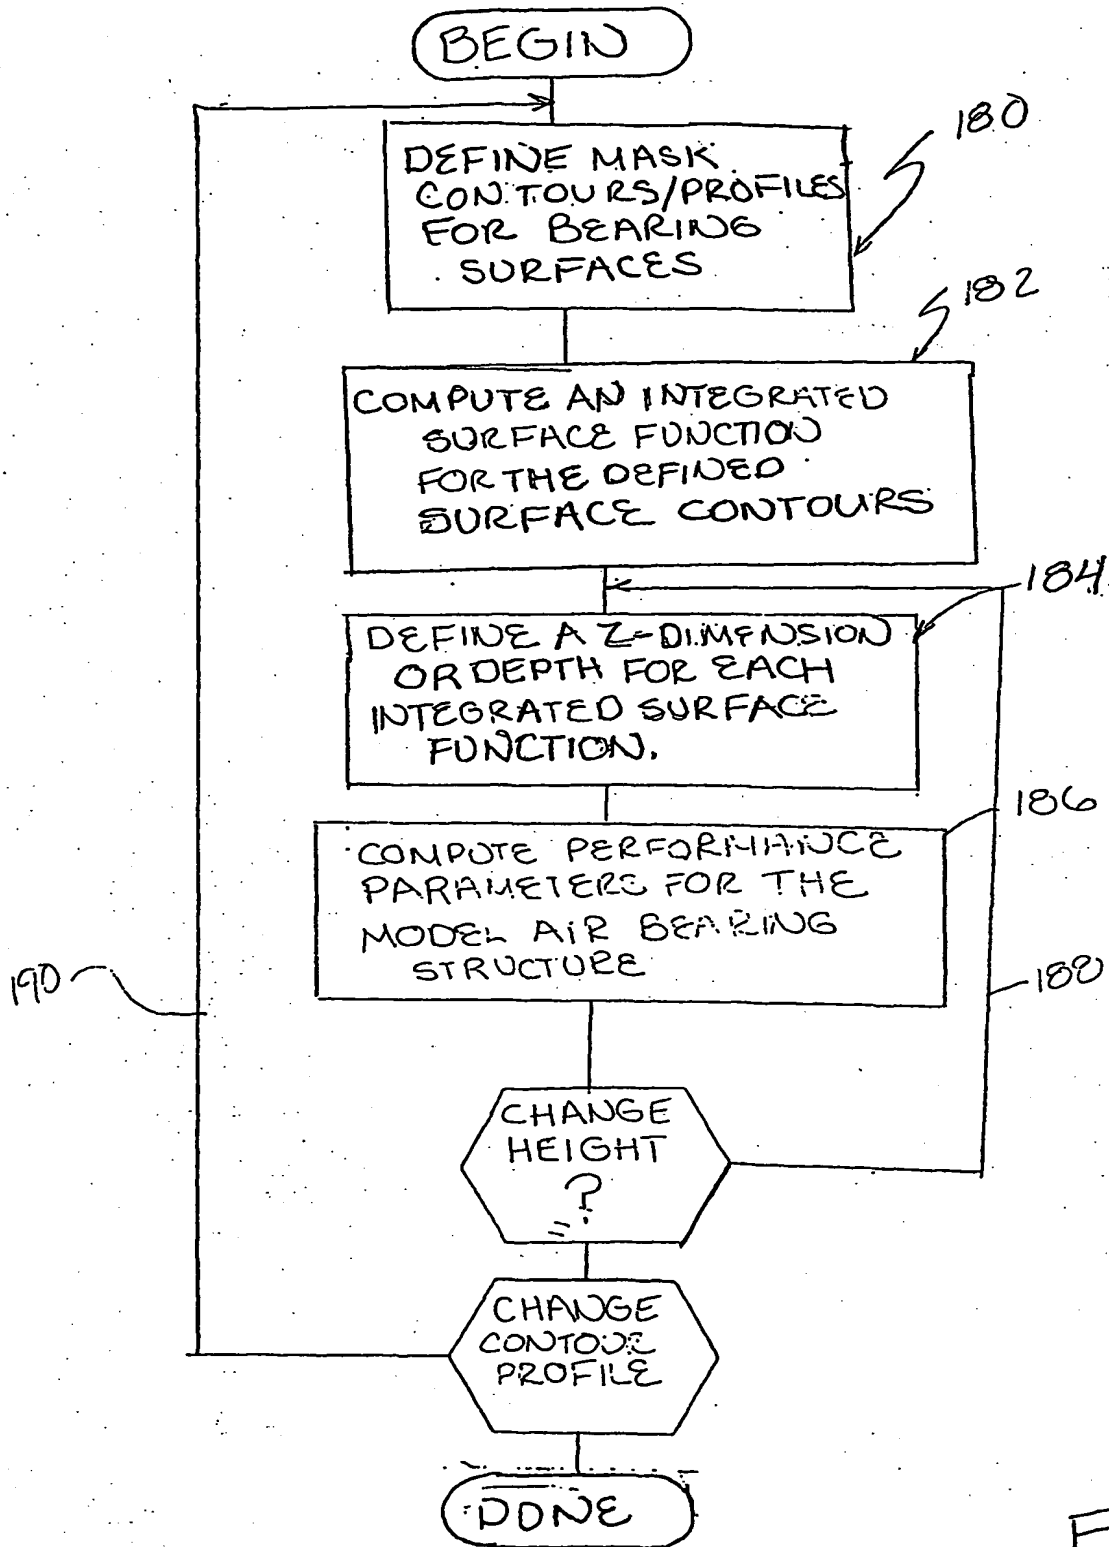 BEGIN
180
DEFINE MASK
CONTOURS/PROFILES
FOR BEARING
SURFACES
182
COMPUTE AN INTEGRATED
SURFACE FUNCTION
FOR THE DEFINED
SURFACE CONTOURS
184
DEFINE A Z-DIMENSION
OR DEPTH FOR EACH
INTEGRATED SURFACE
FUNCTION.
186
COMPUTE PERFORMANCE
PARAMETERS FOR THE
MODEL AIR BEARING
STRUCTURE
190
188
CHANGE
HEIGHT
?
CHANGE
CONTOUR
PROFILE
DONE